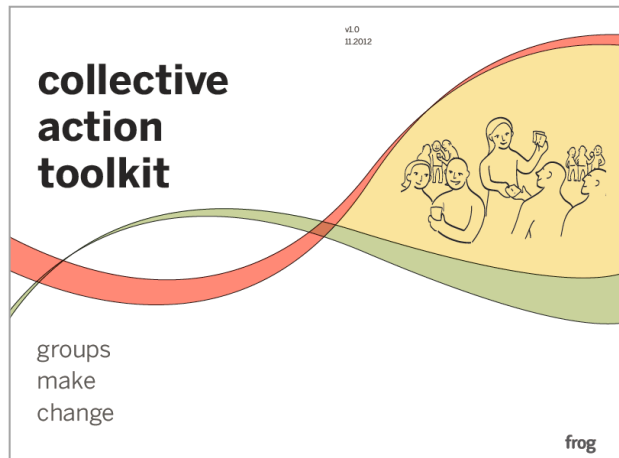 v1.0
11.2012
collective
action
toolkit
groups
make
change
frog